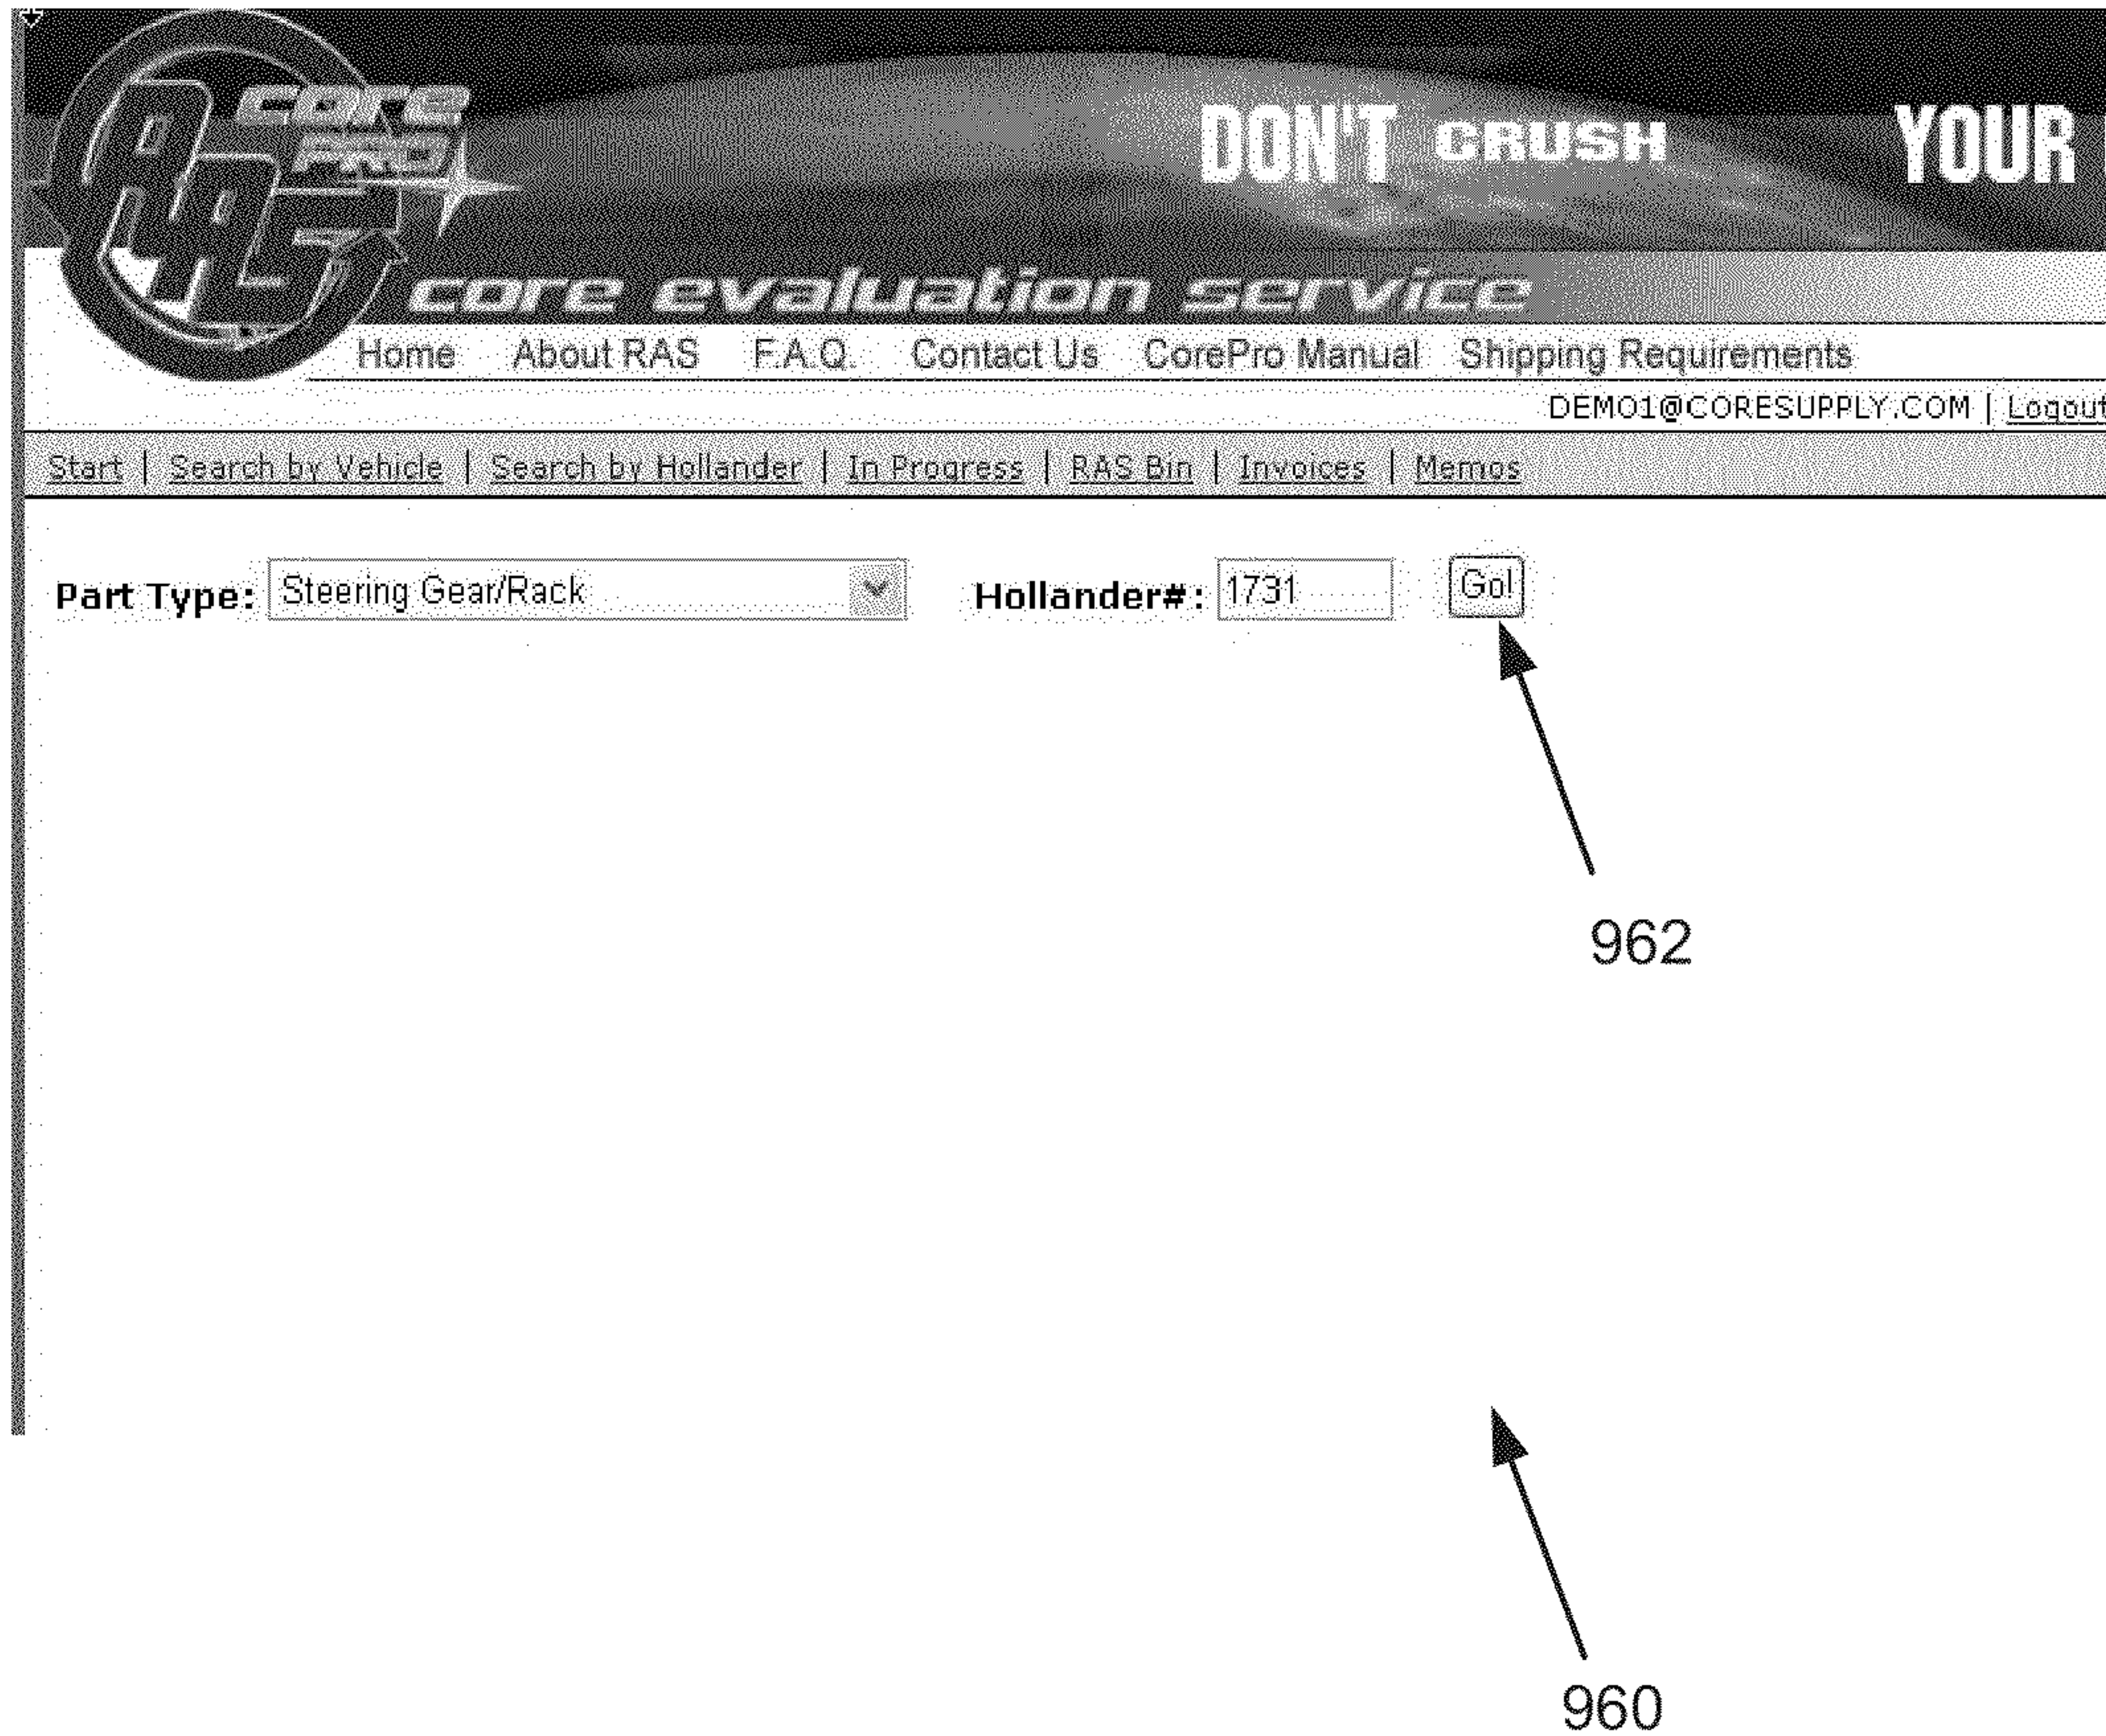 core
PRO
DON'T CRUSH YOUR
core evaluation service
Home About RAS F.A.Q. Contact Us CorePro Manual Shipping Requirements
DEMO1@CORESUPPLY.COM | Logout
Start | Search by Vehicle | Search by Hollander | In Progress | RAS Bin | Invoices | Memos
Part Type: Steering Gear/Rack Hollander#: 1731 Go!
962
960